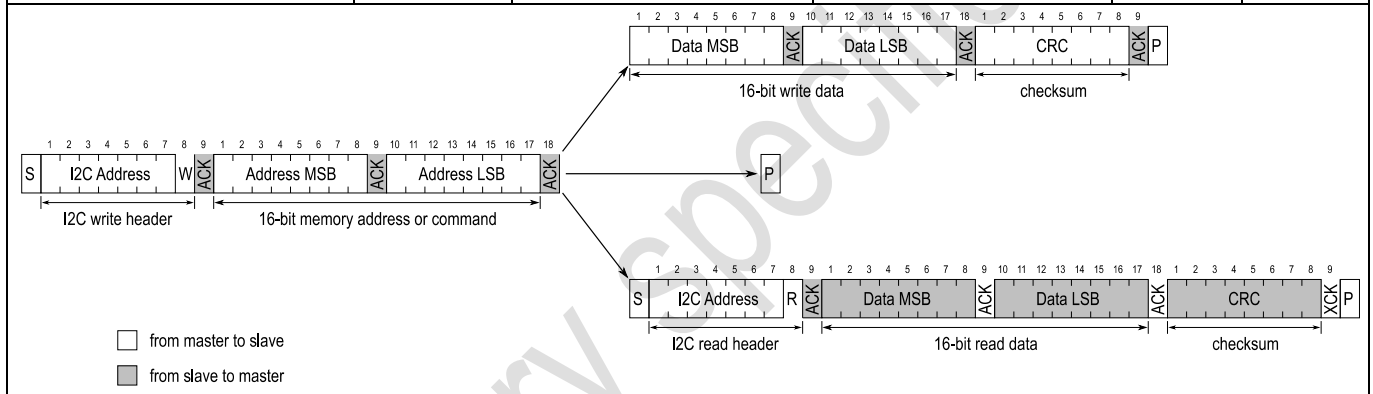 1 2 3 4 5 6 7 8 9 10 11 12 13 14 15 16 17 18 1 2 3 4 5 6 7 8 9
Data MSB ACK Data LSB ACK CRC ACK P
16-bit write data checksum
1 2 3 4 5 6 7 8 9 1 2 3 4 5 6 7 8 9 10 11 12 13 14 15 16 17 18
S I2C Address W ACK Address MSB ACK Address LSB ACK P
I2C write header 16-bit memory address or command
1 2 3 4 5 6 7 8 9 1 2 3 4 5 6 7 8 9 10 11 12 13 14 15 16 17 18 1 2 3 4 5 6 7 8 9
S I2C Address R ACK Data MSB ACK Data LSB ACK CRC XCK P
I2C read header 16-bit read data checksum
from master to slave
from slave to master